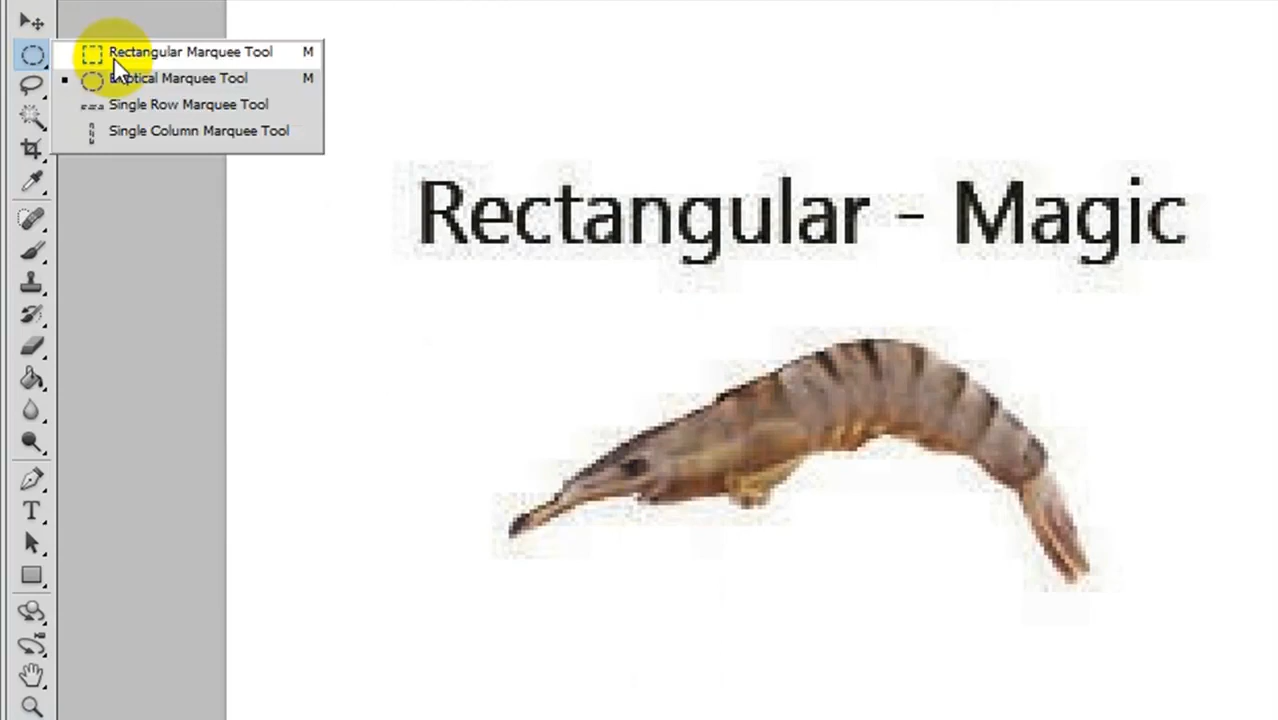 Rectangular Marquee Tool M
Elliptical Marquee Tool M
Single Row Marquee Tool
Single Column Marquee Tool
Rectangular - Magic
T